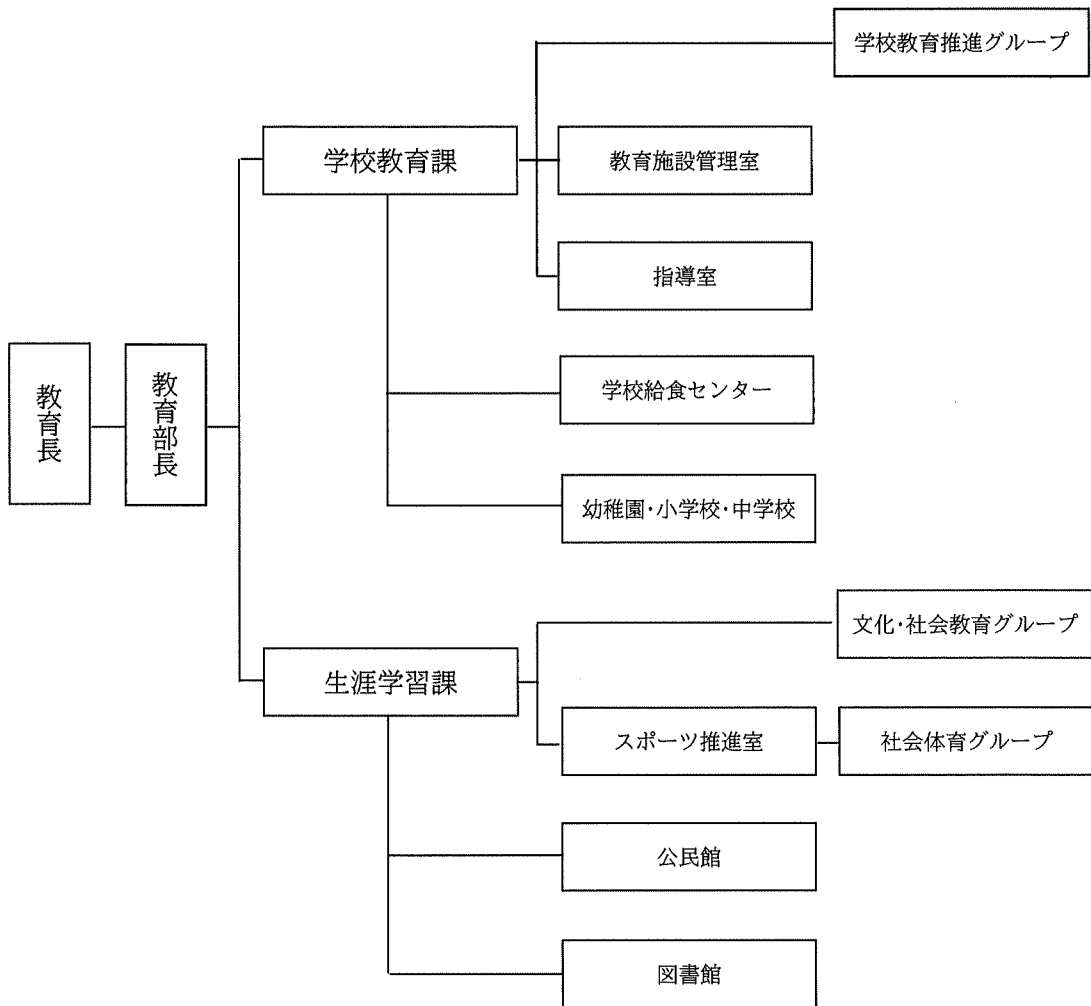 学校教育推進グループ
学校教育課
教育施設管理室
指導室
教育長
教育部長
学校給食センター
幼稚園・小学校・中学校
文化・社会教育グループ
生涯学習課
スポーツ推進室
社会体育グループ
公民館
図書館